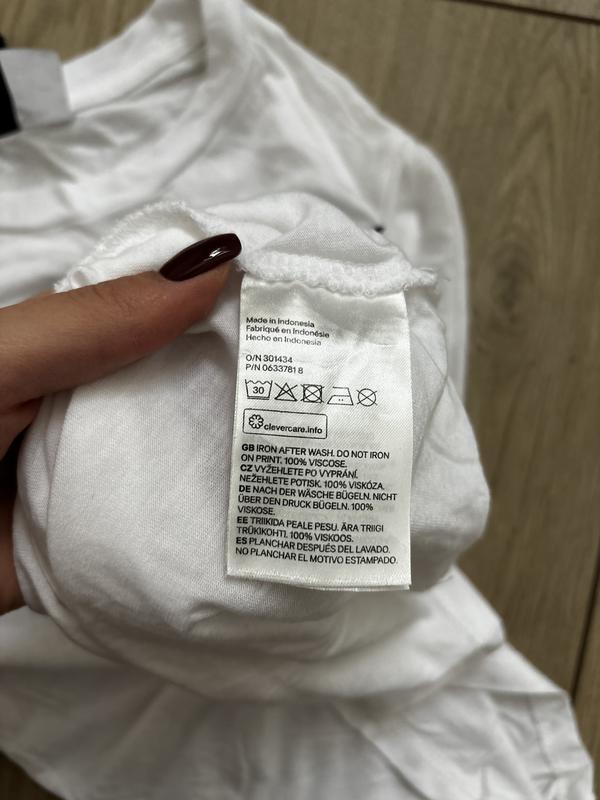 Made in Indonesia
Fabriqué en Indonésie
Hecho en Indonesia
O/N 301434
P/N 0633781 8
30
clevercare.info
GB IRON AFTER WASH. DO NOT IRON
ON PRINT. 100% VISCOSE.
CZ VYŽEHLETE PO VYPRÁNÍ.
NEŽEHLETE POTISK. 100% VISKÓZA.
DE NACH DER WÄSCHE BÜGELN. NICHT
ÜBER DEN DRUCK BÜGELN. 100%
VISKOSE.
EE TRIIKIDA PEALE PESU. ÄRA TRIIGI
TRÜKIKOHTI. 100% VISKOOS.
ES PLANCHAR DESPUÉS DEL LAVADO.
NO PLANCHAR EL MOTIVO ESTAMPADO.